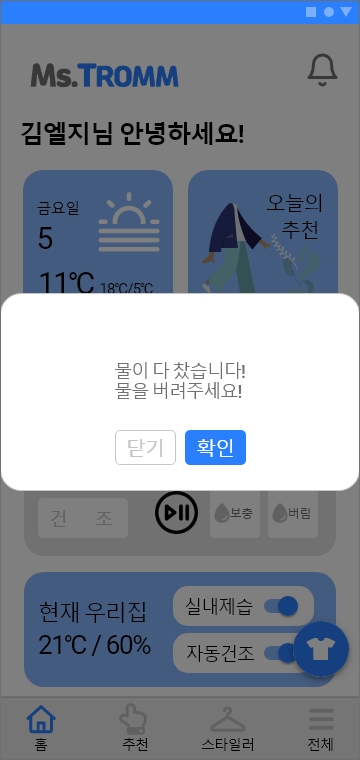 Ms.TROMM
김엘지님 안녕하세요!
금요일
5
11℃ 18℃/5℃
오늘의
추천
물이 다 찼습니다!
물을 버려주세요!
닫기 확인
건 조
보충 버림
현재 우리집
21℃ / 60%
실내제습
자동건조
홈 추천 스타일러 전체